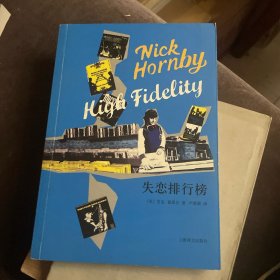 Nick
Hornby
High Fidelity
失恋排行榜